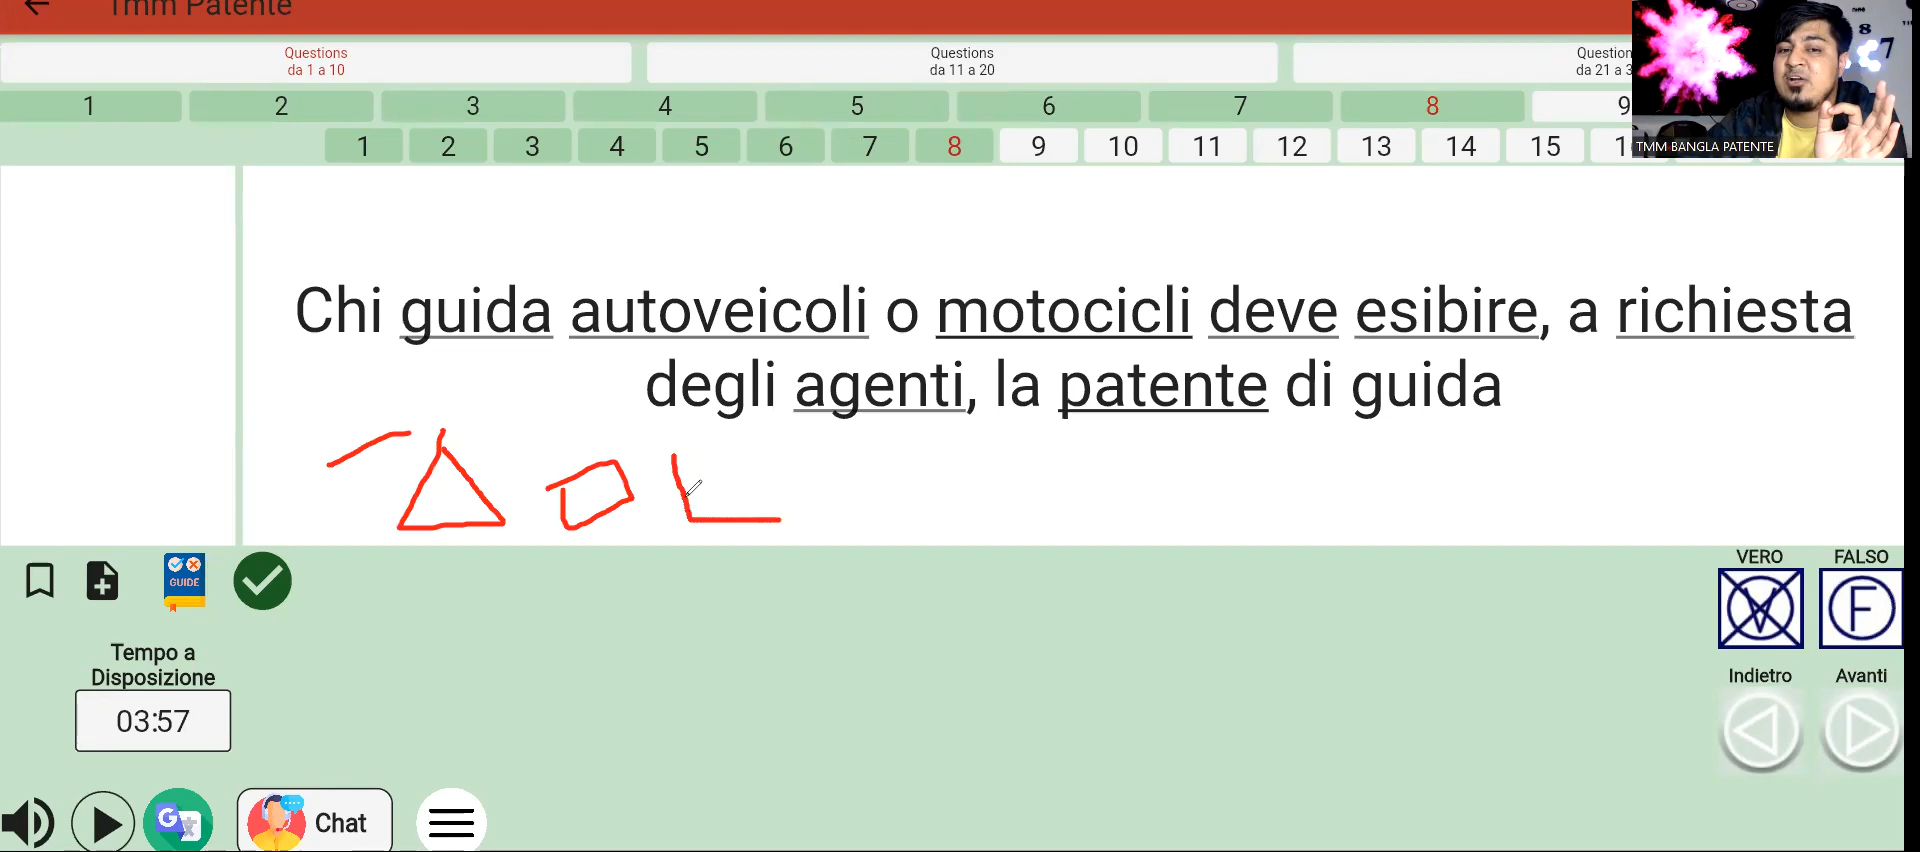 Tmm Patente
Questions
da 1 a 10
Questions
da 11 a 20
da 21 a 3
1 2 3 4 5 6 7 8 9
1 2 3 4 5 6 7 8 9 10 11 12 13 14 15
8
7
TMM BANGLA PATENTE
Chi guida autoveicoli o motocicli deve esibire, a richiesta
degli agenti, la patente di guida
GUIDE
VERO FALSO
V F
Tempo a
Disposizione
03:57
Indietro Avanti
G
Chat